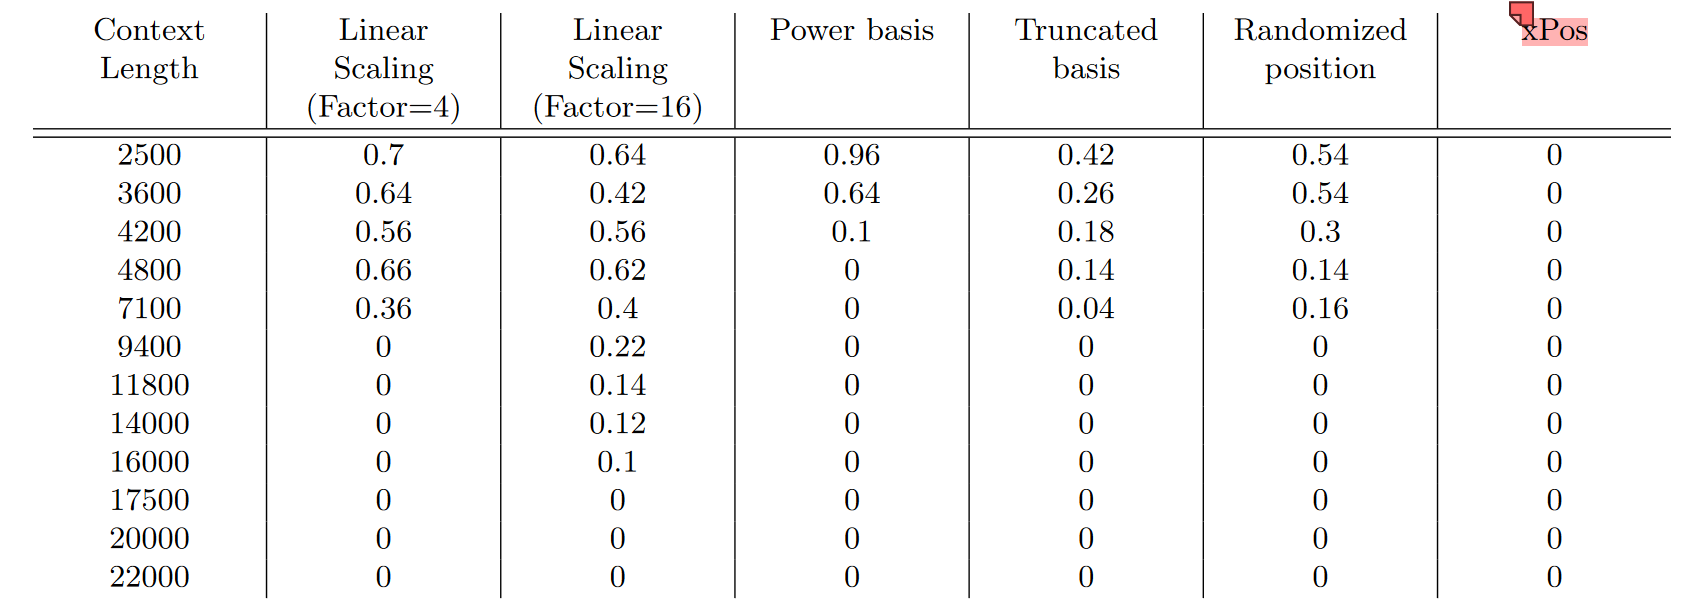 Context Length | Linear Scaling (Factor=4) | Linear Scaling (Factor=16) | Power basis | Truncated basis | Randomized position | xPos
2500 | 0.7 | 0.64 | 0.96 | 0.42 | 0.54 | 0
3600 | 0.64 | 0.42 | 0.64 | 0.26 | 0.54 | 0
4200 | 0.56 | 0.56 | 0.1 | 0.18 | 0.3 | 0
4800 | 0.66 | 0.62 | 0 | 0.14 | 0.14 | 0
7100 | 0.36 | 0.4 | 0 | 0.04 | 0.16 | 0
9400 | 0 | 0.22 | 0 | 0 | 0 | 0
11800 | 0 | 0.14 | 0 | 0 | 0 | 0
14000 | 0 | 0.12 | 0 | 0 | 0 | 0
16000 | 0 | 0.1 | 0 | 0 | 0 | 0
17500 | 0 | 0 | 0 | 0 | 0 | 0
20000 | 0 | 0 | 0 | 0 | 0 | 0
22000 | 0 | 0 | 0 | 0 | 0 | 0